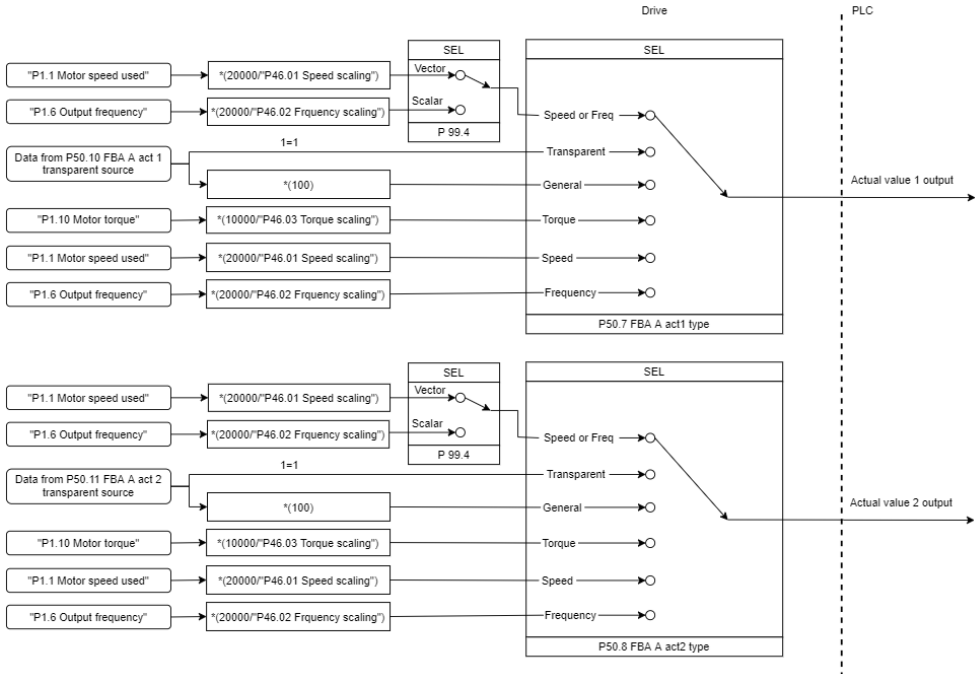 Drive
PLC
SEL
SEL
"P1.1 Motor speed used"
*(20000/"P46.01 Speed scaling")
Vector
"P1.6 Output frequency"
*(20000/"P46.02 Frquency scaling")
Scalar
P 99.4
Speed or Freq
1=1
Data from P50.10 FBA A act 1
transparent source
Transparent
*(100)
General
Actual value 1 output
"P1.10 Motor torque"
*(10000/"P46.03 Torque scaling")
Torque
"P1.1 Motor speed used"
*(20000/"P46.01 Speed scaling")
Speed
"P1.6 Output frequency"
*(20000/"P46.02 Frquency scaling")
Frequency
P50.7 FBA A act1 type
SEL
SEL
"P1.1 Motor speed used"
*(20000/"P46.01 Speed scaling")
Vector
"P1.6 Output frequency"
*(20000/"P46.02 Frquency scaling")
Scalar
P 99.4
Speed or Freq
1=1
Data from P50.11 FBA A act 2
transparent source
Transparent
*(100)
General
Actual value 2 output
"P1.10 Motor torque"
*(10000/"P46.03 Torque scaling")
Torque
"P1.1 Motor speed used"
*(20000/"P46.01 Speed scaling")
Speed
"P1.6 Output frequency"
*(20000/"P46.02 Frquency scaling")
Frequency
P50.8 FBA A act2 type